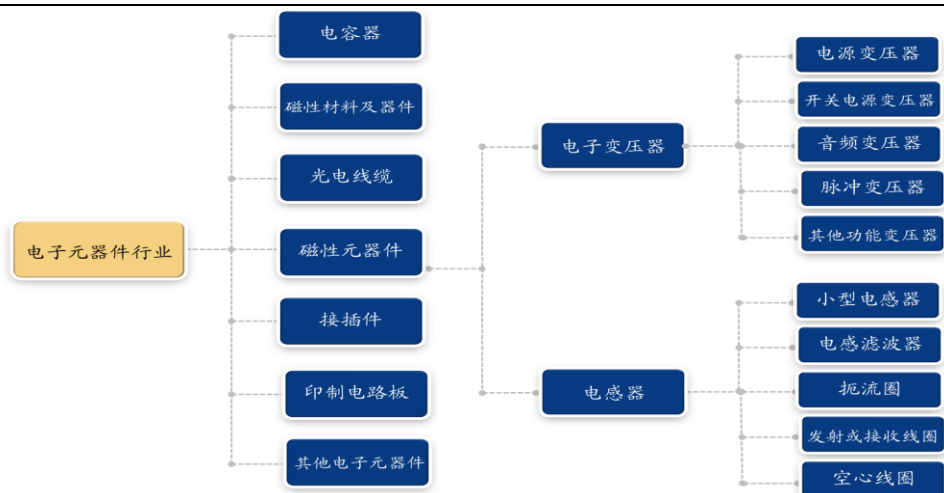 电子元器件行业
电容器
磁性材料及器件
光电线缆
磁性元器件
接插件
印制电路板
其他电子元器件
电子变压器
电感器
电源变压器
开关电源变压器
音频变压器
脉冲变压器
其他功能变压器
小型电感器
电感滤波器
扼流圈
发射或接收线圈
空心线圈